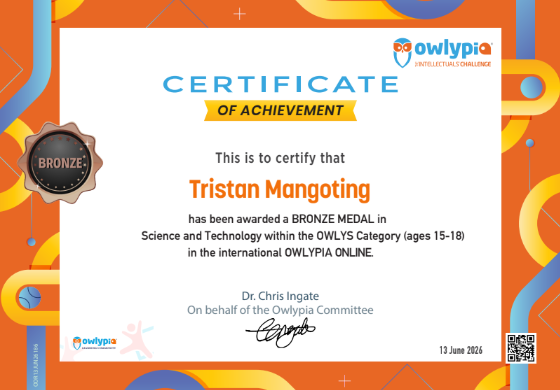 owlypia
JR INTELLECTUALS CHALLENGE
CERTIFICATE
OF ACHIEVEMENT
BRONZE
This is to certify that
Tristan Mangoting
has been awarded a BRONZE MEDAL in
Science and Technology within the OWLYS Category (ages 15-18)
in the international OWLYPIA ONLINE.
Dr. Chris Ingate
On behalf of the Owlypia Committee
owlypia
13 June 2026